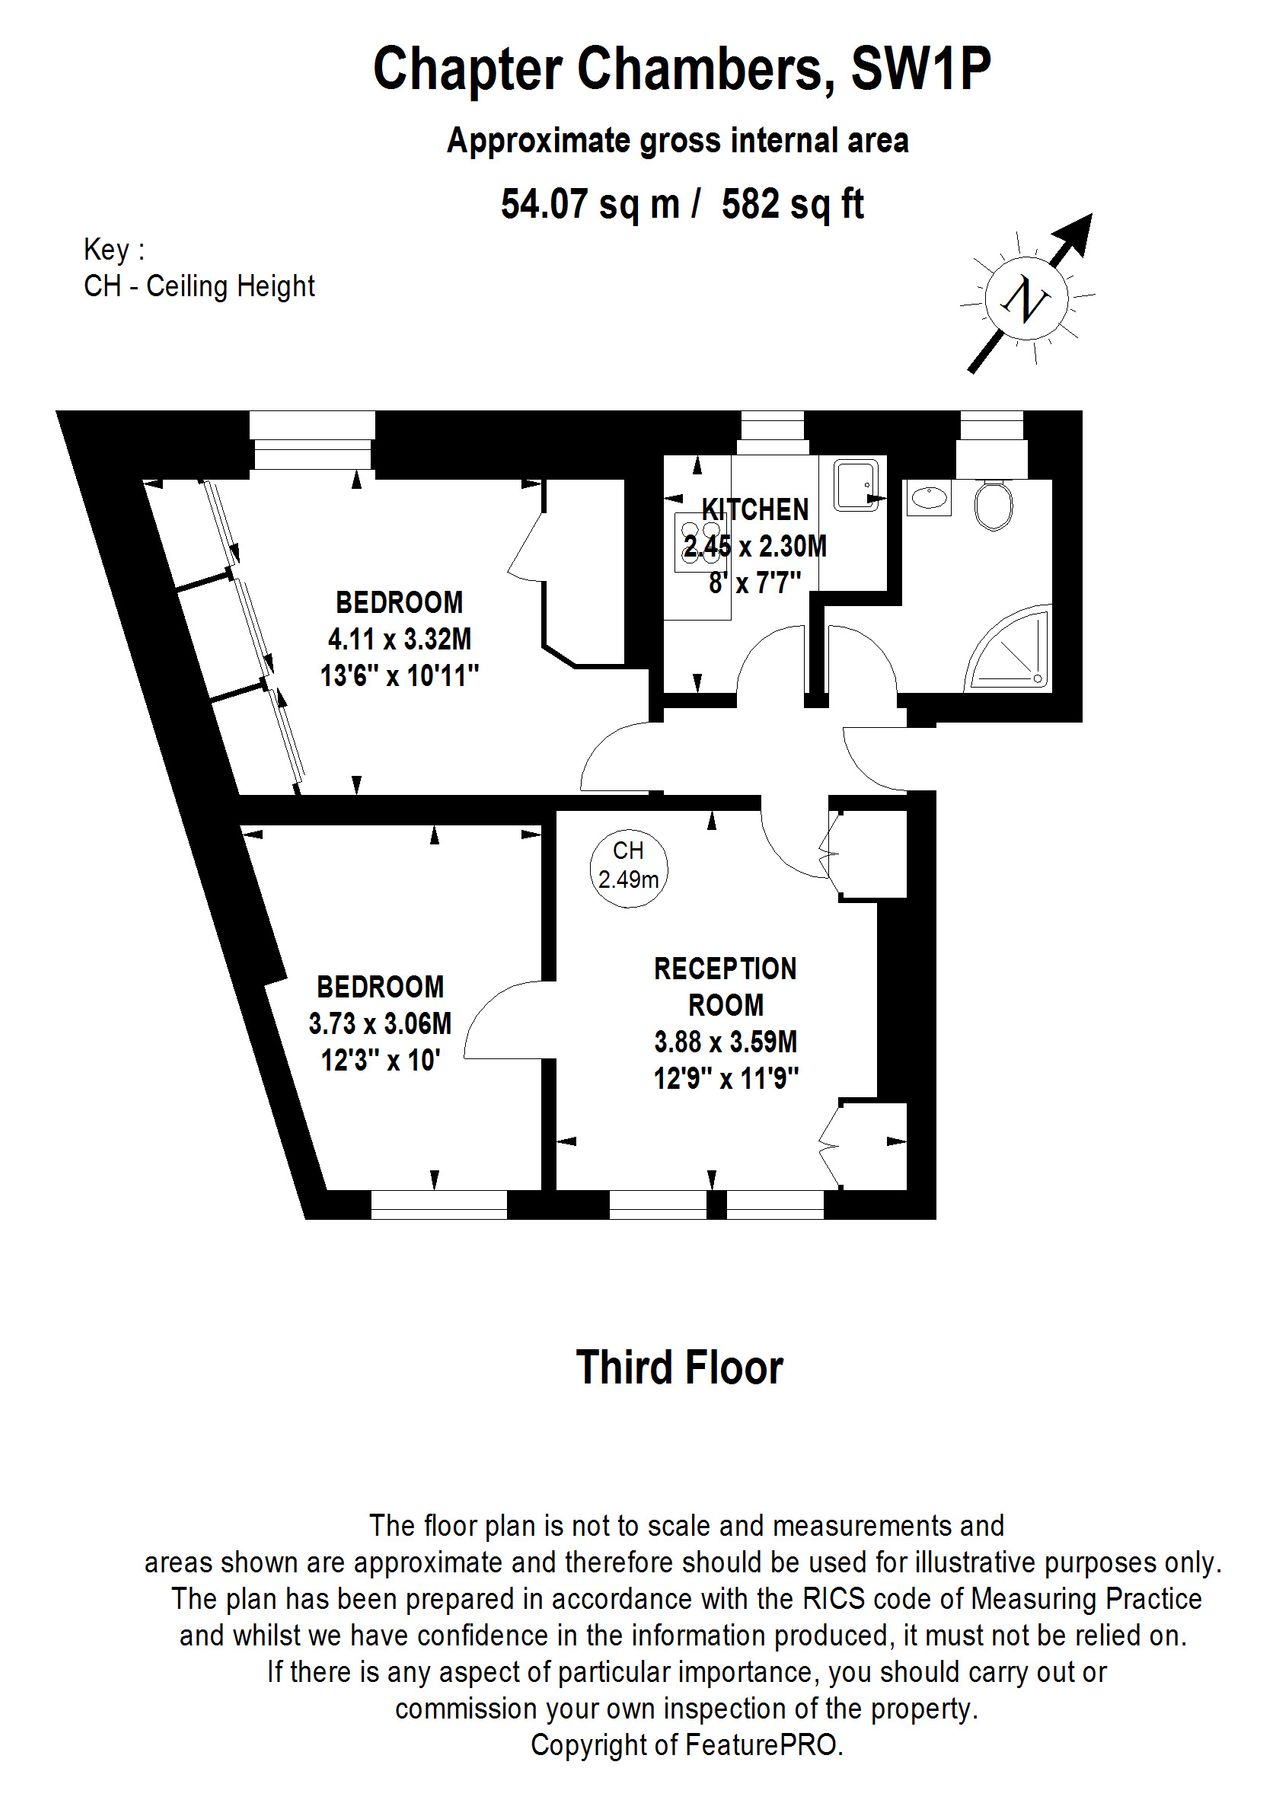 Chapter Chambers, SW1P
Approximate gross internal area
54.07 sq m / 582 sq ft
Key :
CH - Ceiling Height
N
KITCHEN
2.45 x 2.30M
8' x 7'7"
BEDROOM
4.11 x 3.32M
13'6" x 10'11"
CH
2.49m
BEDROOM
3.73 x 3.06M
12'3" x 10'
RECEPTION
ROOM
3.88 x 3.59M
12'9" x 11'9"
Third Floor
The floor plan is not to scale and measurements and
areas shown are approximate and therefore should be used for illustrative purposes only.
The plan has been prepared in accordance with the RICS code of Measuring Practice
and whilst we have confidence in the information produced, it must not be relied on.
If there is any aspect of particular importance, you should carry out or
commission your own inspection of the property.
Copyright of FeaturePRO.